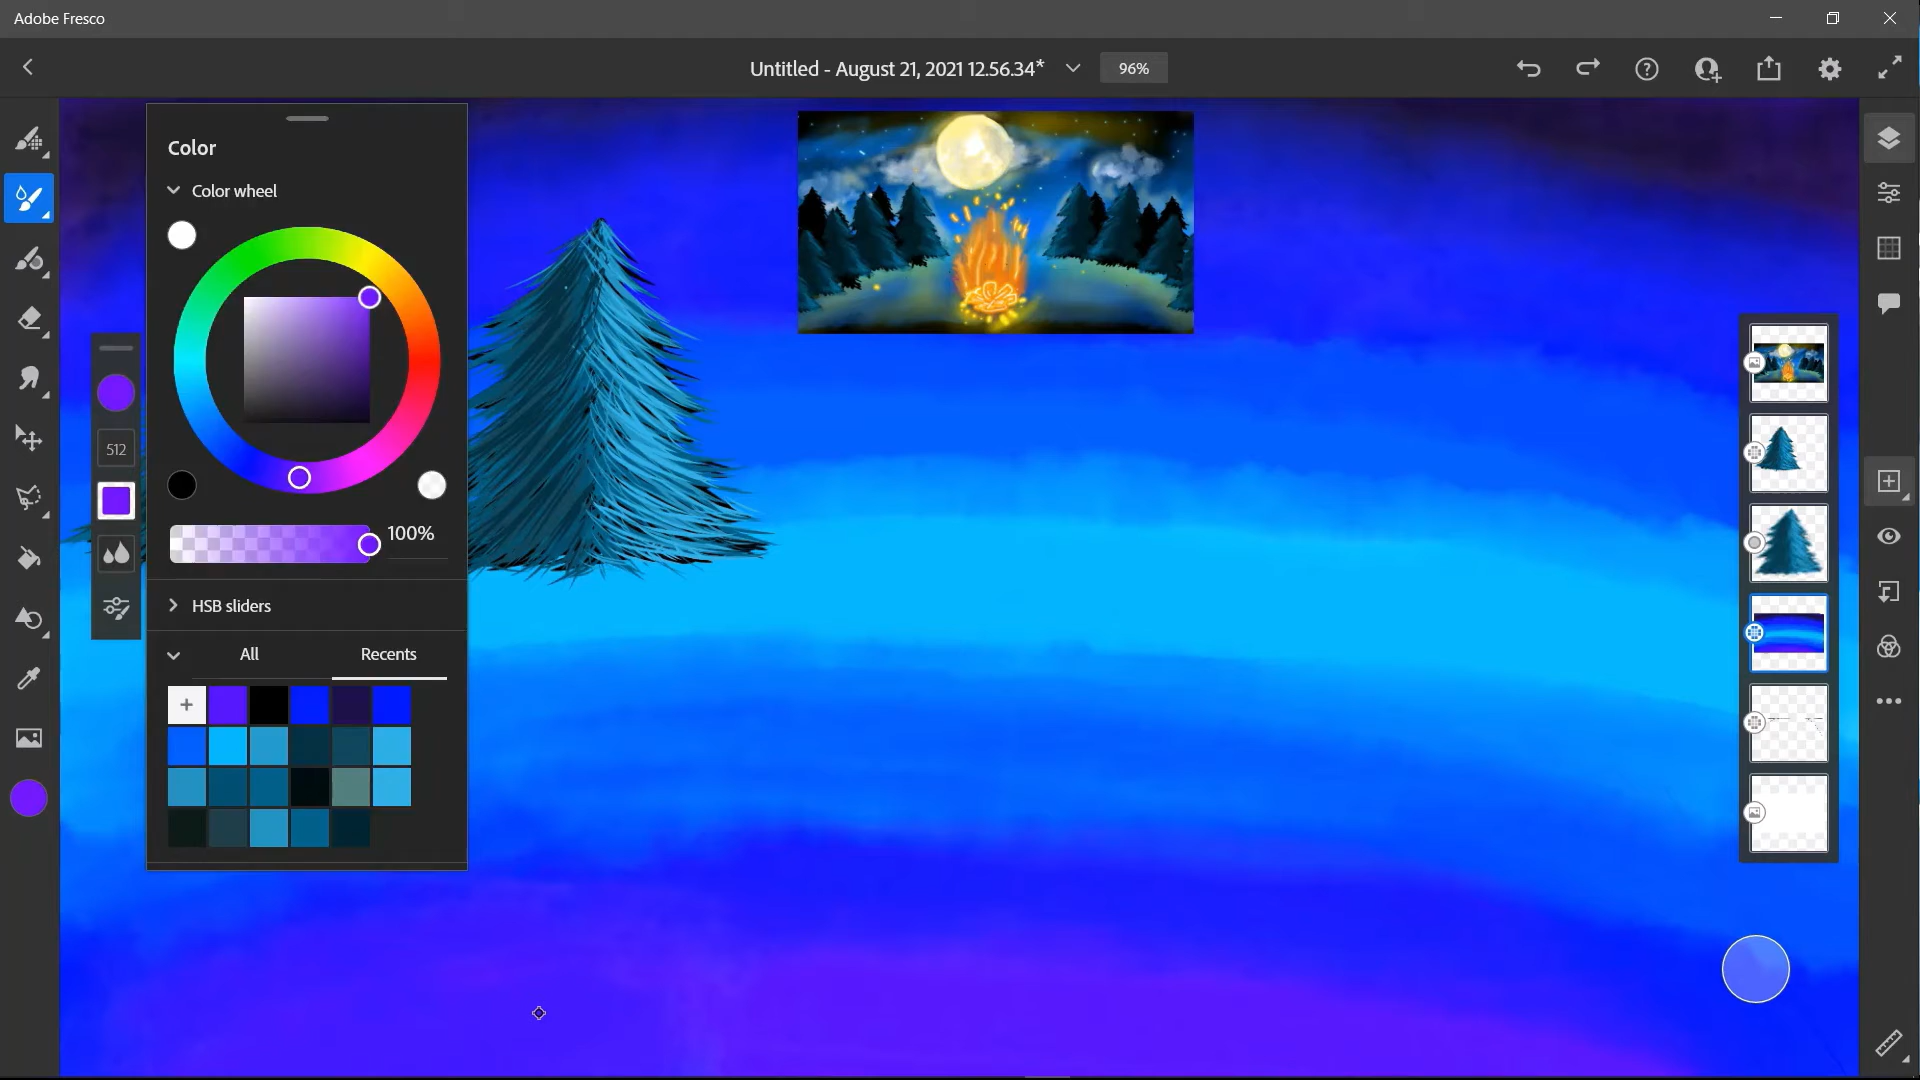 Adobe Fresco
Untitled - August 21, 2021 12.56.34*
96%
Color
Color wheel
512
100%
HSB sliders
All
Recents